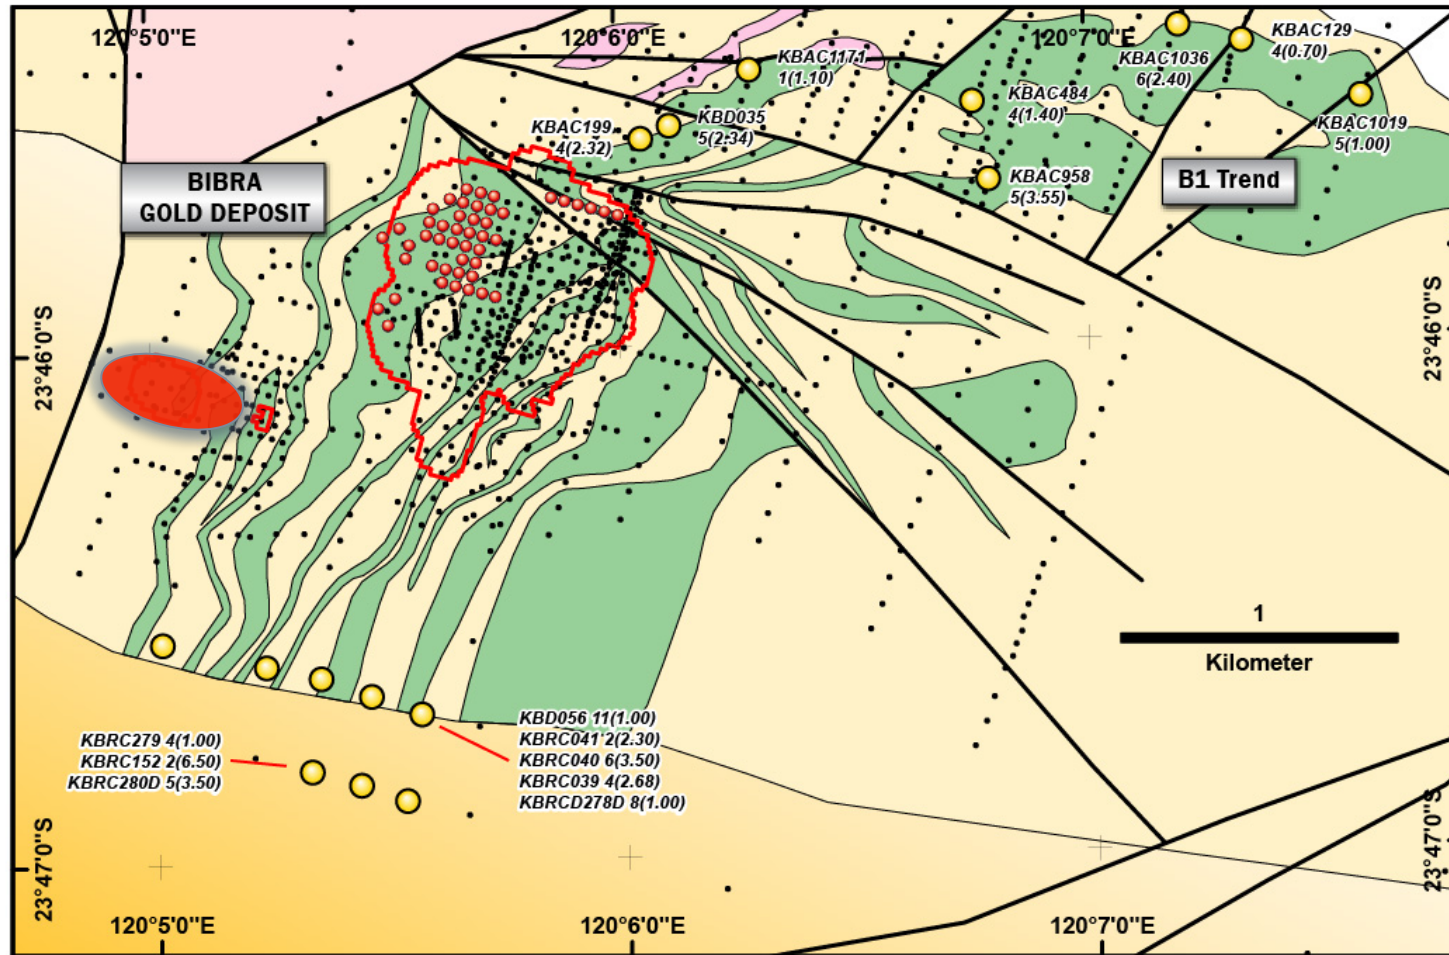 120°5'0"E
120°6'0"E
120°7'0"E
KBAC129
4(0.70)
KBAC1036
6(2.40)
KBAC1171
1(1.10)
KBAC484
4(1.40)
KBAC1019
5(1.00)
KBD035
5(2.34)
KBAC199
4(2.32)
KBAC958
5(3.55)
B1 Trend
BIBRA
GOLD DEPOSIT
23°46'0"S
23°46'0"S
1
Kilometer
KBD056 11(1.00)
KBRC041 2(2.30)
KBRC040 6(3.50)
KBRC039 4(2.68)
KBRCD278D 8(1.00)
KBRC279 4(1.00)
KBRC152 2(6.50)
KBRC280D 5(3.50)
23°47'0"S
23°47'0"S
120°5'0"E
120°6'0"E
120°7'0"E